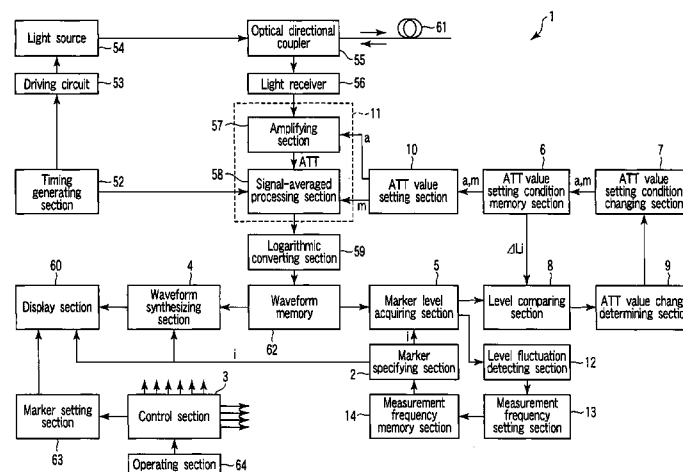 Light source
54
Optical directional
coupler
55
61
1
Driving circuit
53
Light receiver
56
11
57
Amplifying
section
ATT
a
58
Signal-averaged
processing section
m
Timing
generating
section
52
10
ATT value
setting section
a,m
6
ATT value
setting condition
memory section
a,m
7
ATT value
setting condition
changing section
Logarithmic
converting section
59
ΔLi
60
Display section
4
Waveform
synthesizing
section
Waveform
memory
62
5
Marker level
acquiring section
8
Level comparing
section
9
ATT value change
determining section
i
i
2
Marker
specifying section
Level fluctuation
detecting section
12
Marker setting
section
63
3
Control section
14
Measurement
frequency
memory section
Measurement
frequency
setting section
13
Operating section
64